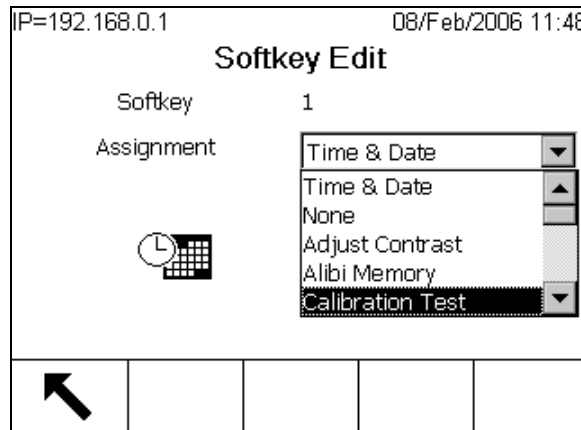 IP=192.168.0.1 08/Feb/2006 11:48
Softkey Edit
Softkey 1
Assignment Time & Date
Time & Date
None
Adjust Contrast
Alibi Memory
Calibration Test